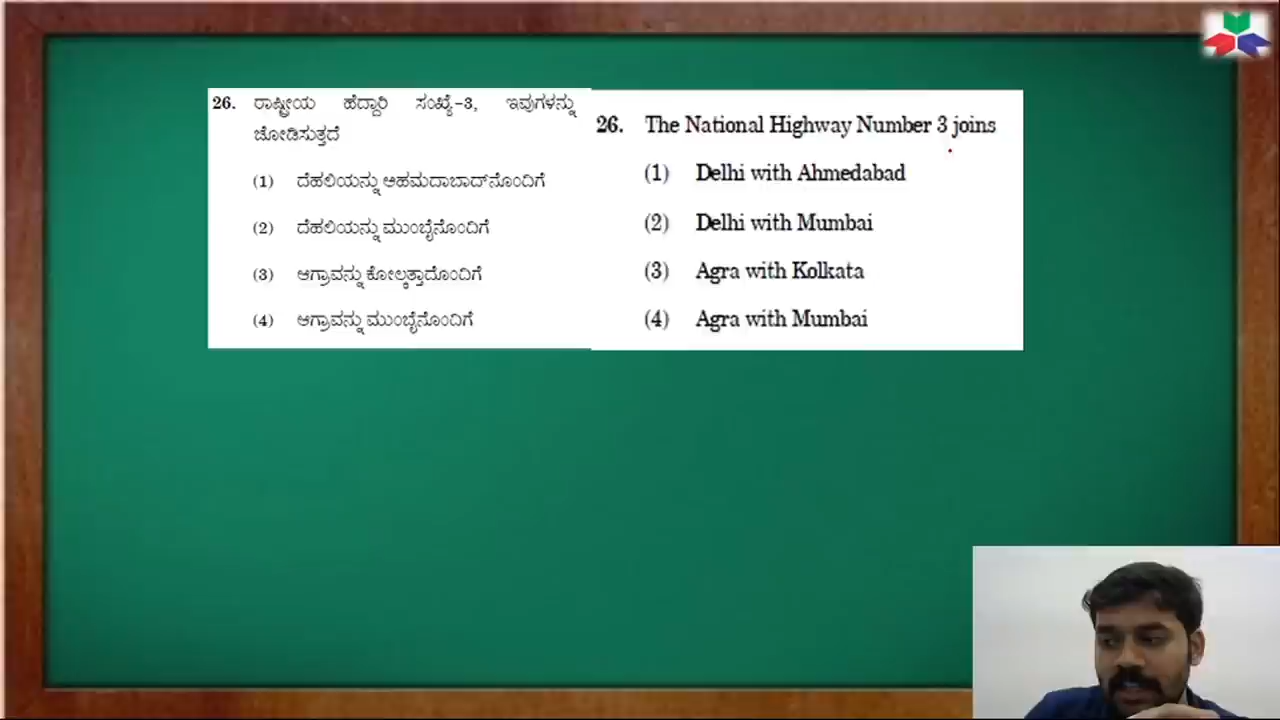 26. ರಾಷ್ಟ್ರೀಯ ಹೆದ್ದಾರಿ ಸಂಖ್ಯೆ-3, ಇವುಗಳನ್ನು
ಜೋಡಿಸುತ್ತದೆ
(1) ದೆಹಲಿಯನ್ನು ಅಹಮದಾಬಾದ್‌ನೊಂದಿಗೆ
(2) ದೆಹಲಿಯನ್ನು ಮುಂಬೈನೊಂದಿಗೆ
(3) ಆಗ್ರಾವನ್ನು ಕೋಲ್ಕತ್ತಾದೊಂದಿಗೆ
(4) ಆಗ್ರಾವನ್ನು ಮುಂಬೈನೊಂದಿಗೆ
26. The National Highway Number 3 joins
(1) Delhi with Ahmedabad
(2) Delhi with Mumbai
(3) Agra with Kolkata
(4) Agra with Mumbai